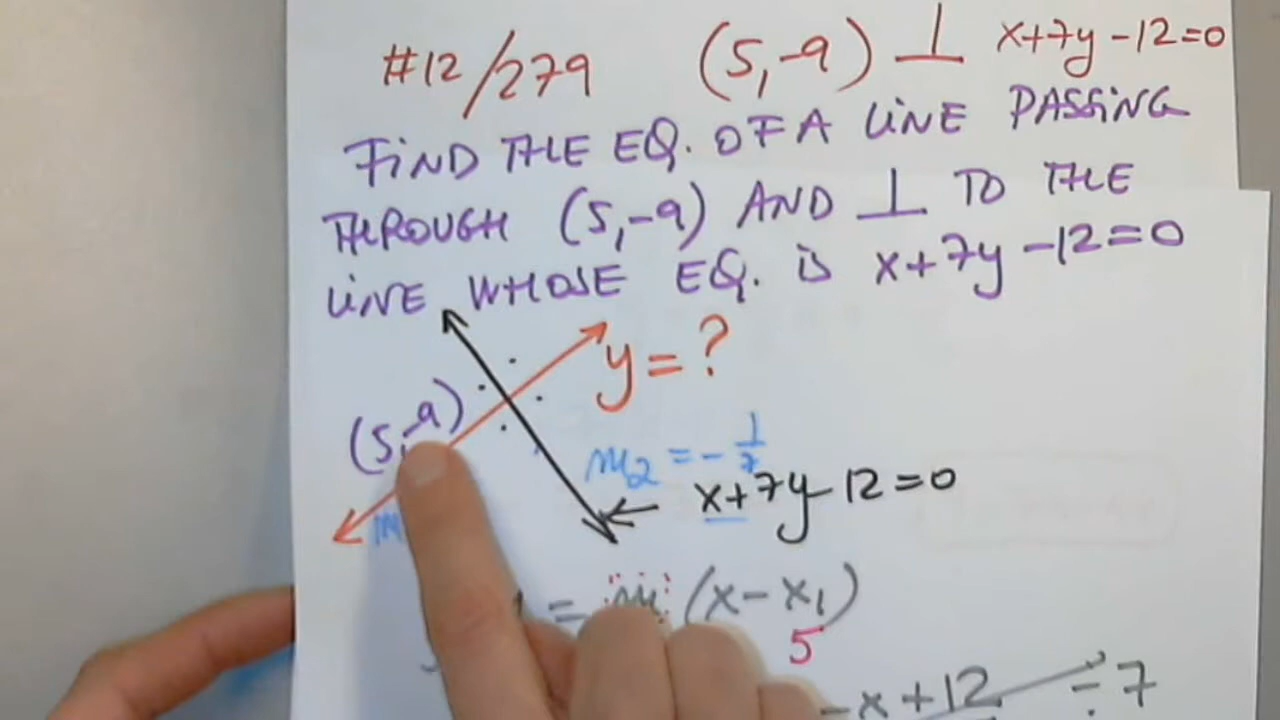 #12/279 (5,-9) ⊥ x+7y-12=0
FIND THE EQ. OF A LINE PASSING
THROUGH (5,-9) AND ⊥ TO THE
LINE WHOSE EQ. is x+7y-12=0
y=?
(5,-9)
m2 = -1/7
x+7y-12=0
= m (x-x1)
5
-x+12 ÷7